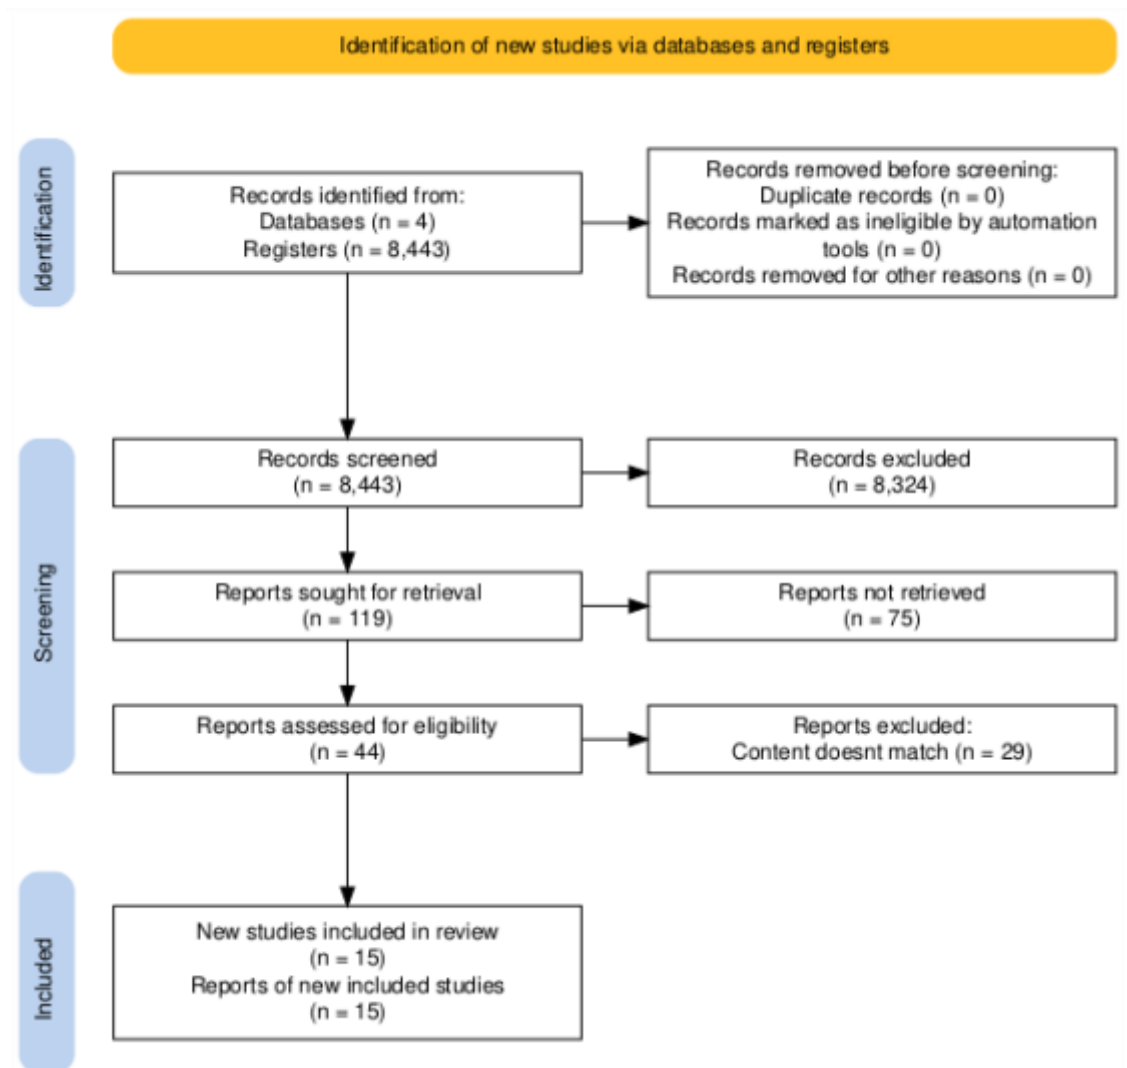 Identification of new studies via databases and registers
Identification
Records identified from:
Databases (n = 4)
Registers (n = 8,443)
Records removed before screening:
Duplicate records (n = 0)
Records marked as ineligible by automation
tools (n = 0)
Records removed for other reasons (n = 0)
Screening
Records screened
(n = 8,443)
Records excluded
(n = 8,324)
Reports sought for retrieval
(n = 119)
Reports not retrieved
(n = 75)
Reports assessed for eligibility
(n = 44)
Reports excluded:
Content doesnt match (n = 29)
Included
New studies included in review
(n = 15)
Reports of new included studies
(n = 15)